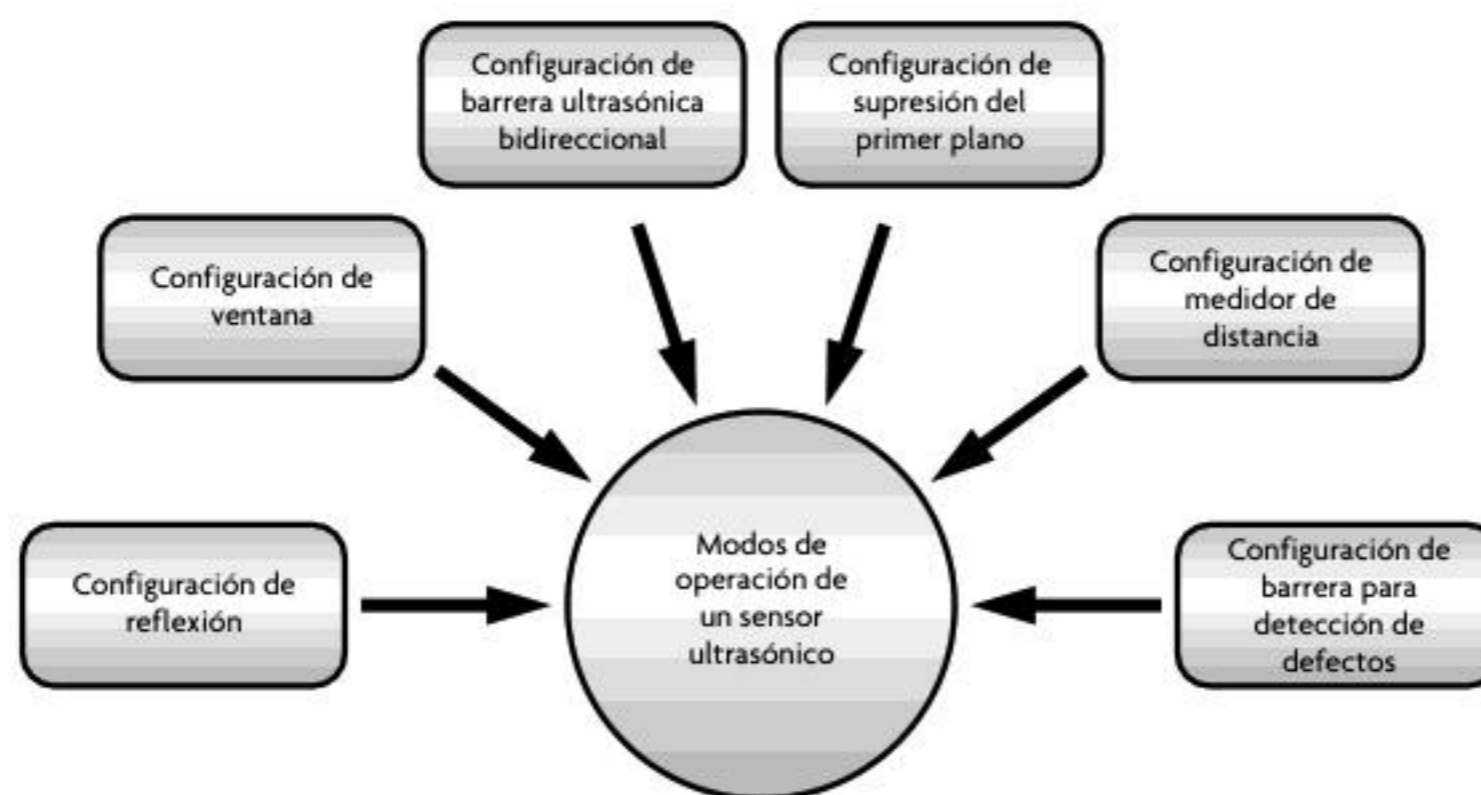 Configuración de
barrera ultrasónica
bidireccional
Configuración de
supresión del
primer plano
Configuración de
ventana
Configuración de
medidor de
distancia
Configuración de
reflexión
Modos de
operación de
un sensor
ultrasónico
Configuración de
barrera para
detección de
defectos